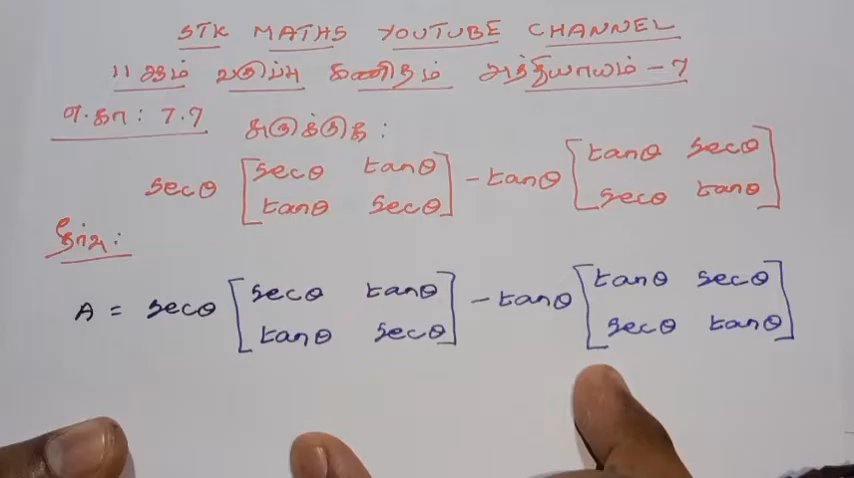 STK MATHS YOUTUBE CHANNEL
11 ஆம் வகுப்பு கணிதம் அத்தியாயம் - 7
எ.கா : 7.7 சுருக்குக :
secθ [secθ tanθ] - tanθ [tanθ secθ]
[tanθ secθ] [secθ tanθ]
தீர்வு :
A = secθ [secθ tanθ] - tanθ [tanθ secθ]
[tanθ secθ] [secθ tanθ]